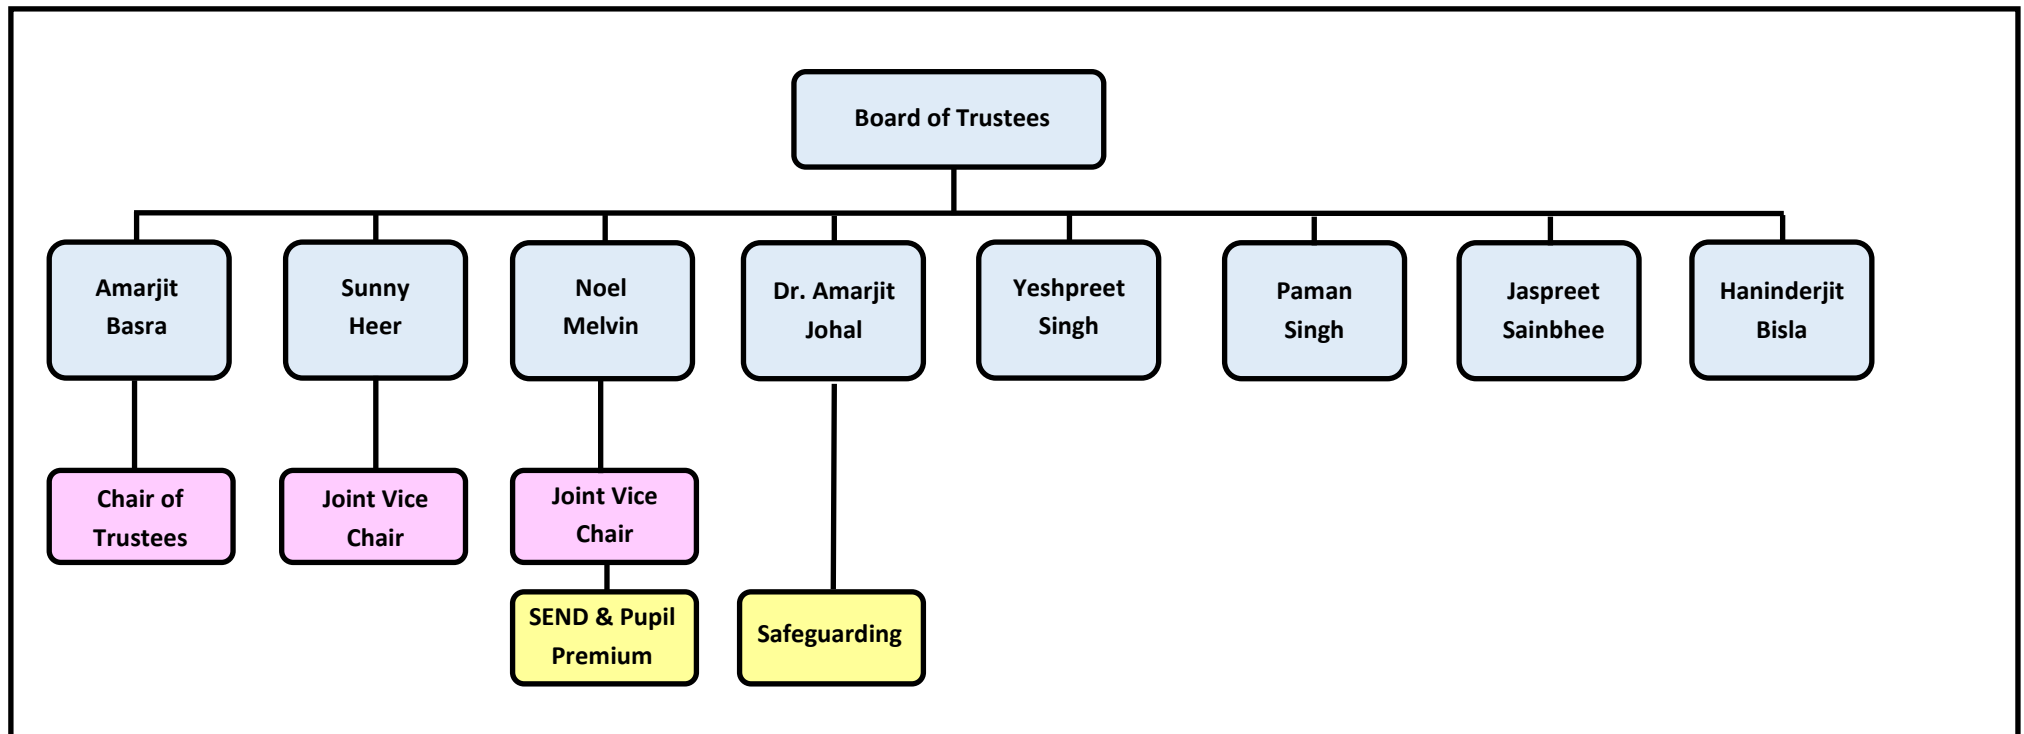 Board of Trustees
Amarjit
Basra
Sunny
Heer
Noel
Melvin
Dr. Amarjit
Johal
Yeshpreet
Singh
Paman
Singh
Jaspreet
Sainbhee
Haninderjit
Bisla
Chair of
Trustees
Joint Vice
Chair
Joint Vice
Chair
SEND & Pupil
Premium
Safeguarding